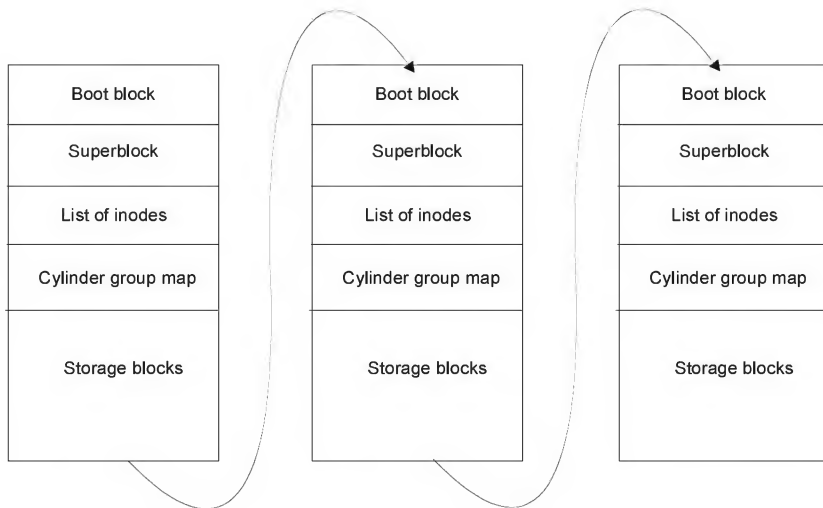 Boot block
Superblock
List of inodes
Cylinder group map
Storage blocks
Boot block
Superblock
List of inodes
Cylinder group map
Storage blocks
Boot block
Superblock
List of inodes
Cylinder group map
Storage blocks